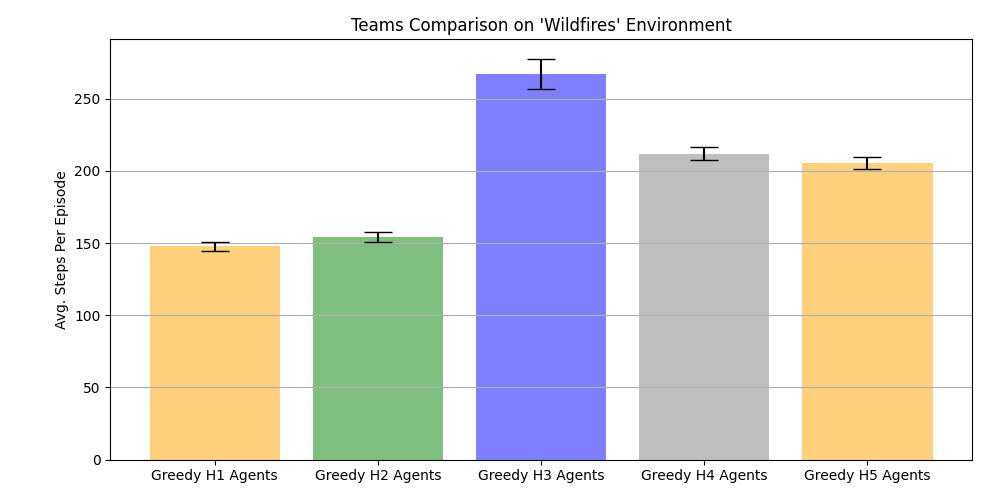 Teams Comparison on 'Wildfires' Environment
Avg. Steps Per Episode
250
200
150
100
50
0
Greedy H1 Agents
Greedy H2 Agents
Greedy H3 Agents
Greedy H4 Agents
Greedy H5 Agents